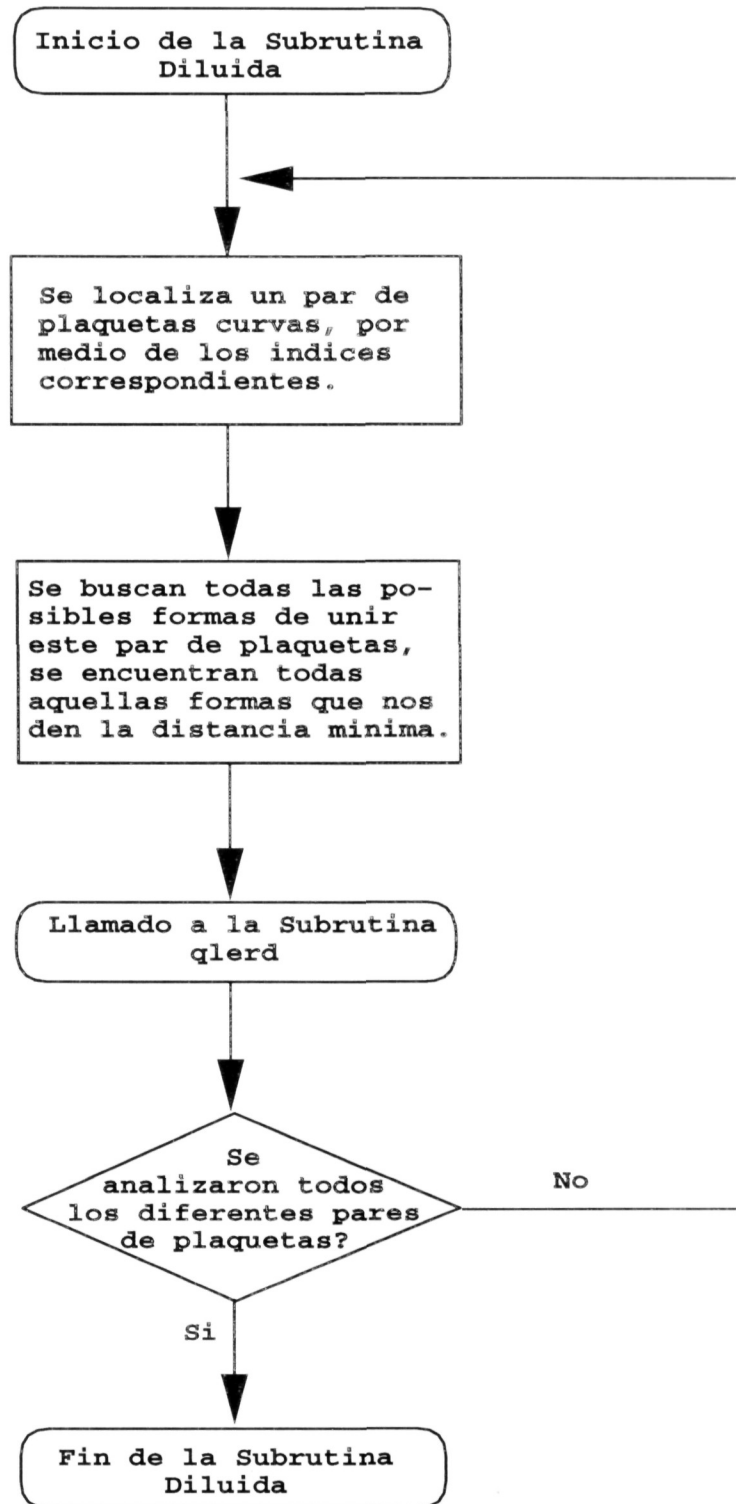 Inicio de la Subrutina
Diluida
Se localiza un par de
plaquetas curvas, por
medio de los indices
correspondientes.
Se buscan todas las po-
sibles formas de unir
este par de plaquetas,
se encuentran todas
aquellas formas que nos
den la distancia minima.
Llamado a la Subrutina
qlerd
Se
analizaron todos
los diferentes pares
de plaquetas?
No
Si
Fin de la Subrutina
Diluida